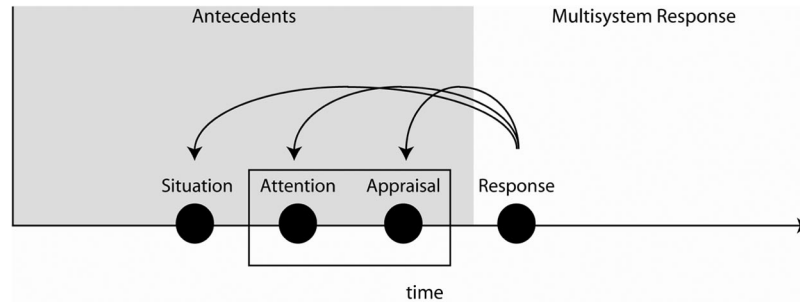 Antecedents
Multisystem Response
Situation
Attention
Appraisal
Response
time